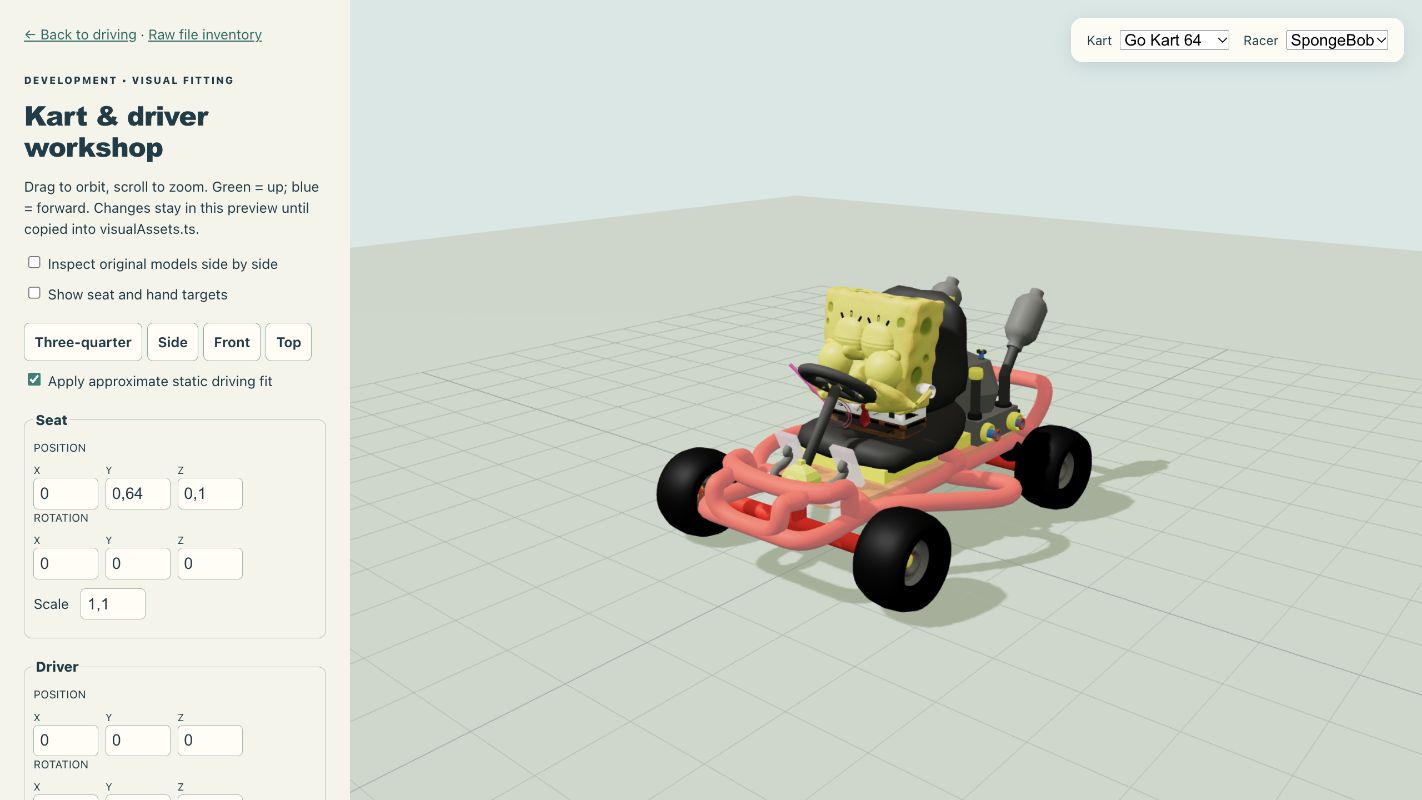 ← Back to driving · Raw file inventory
Kart Go Kart 64 Racer SpongeBob
DEVELOPMENT • VISUAL FITTING
Kart & driver
workshop
Drag to orbit, scroll to zoom. Green = up; blue
= forward. Changes stay in this preview until
copied into visualAssets.ts.
Inspect original models side by side
Show seat and hand targets
Three-quarter Side Front Top
Apply approximate static driving fit
Seat
POSITION
X Y Z
0 0,64 0,1
ROTATION
X Y Z
0 0 0
Scale 1,1
Driver
POSITION
X Y Z
0 0 0
ROTATION
X Y Z